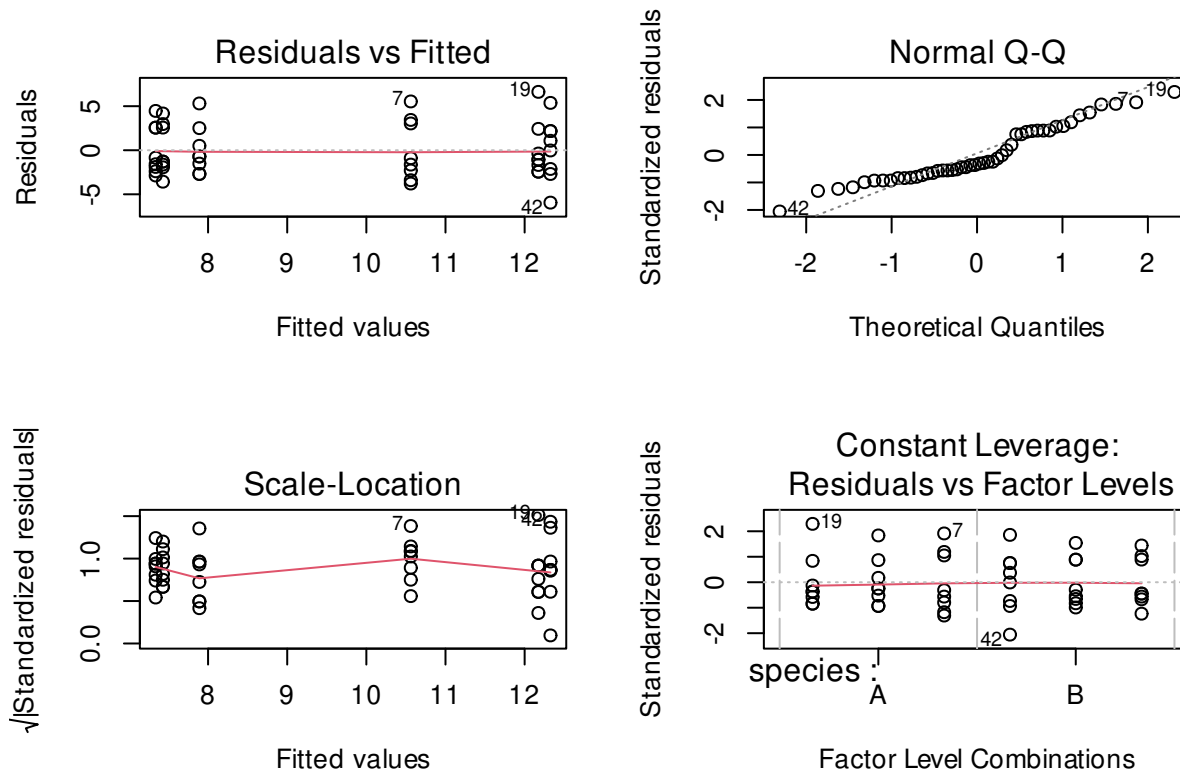 Residuals vs Fitted
Residuals
5
0
-5
7
19
42
8 9 10 11 12
Fitted values
Normal Q-Q
Standardized residuals
2
0
-2
42
7
19
-2 -1 0 1 2
Theoretical Quantiles
Scale-Location
√|Standardized residuals|
1.0
0.0
7
19
42
8 9 10 11 12
Fitted values
Constant Leverage:
Residuals vs Factor Levels
Standardized residuals
2
0
-2
19
7
42
species :
A B
Factor Level Combinations